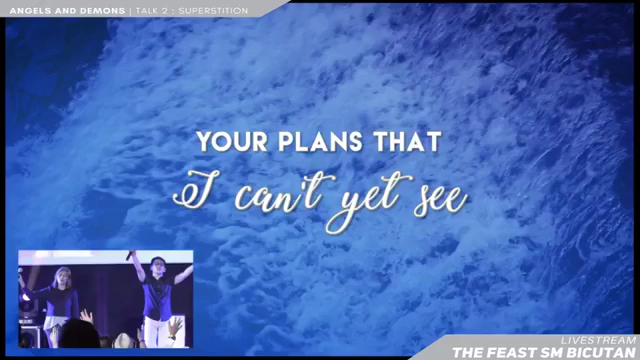 ANGELS AND DEMONS | TALK 2 : SUPERSTITION
YOUR PLANS THAT
I can't yet see
LIVESTREAM
THE FEAST SM BICUTAN